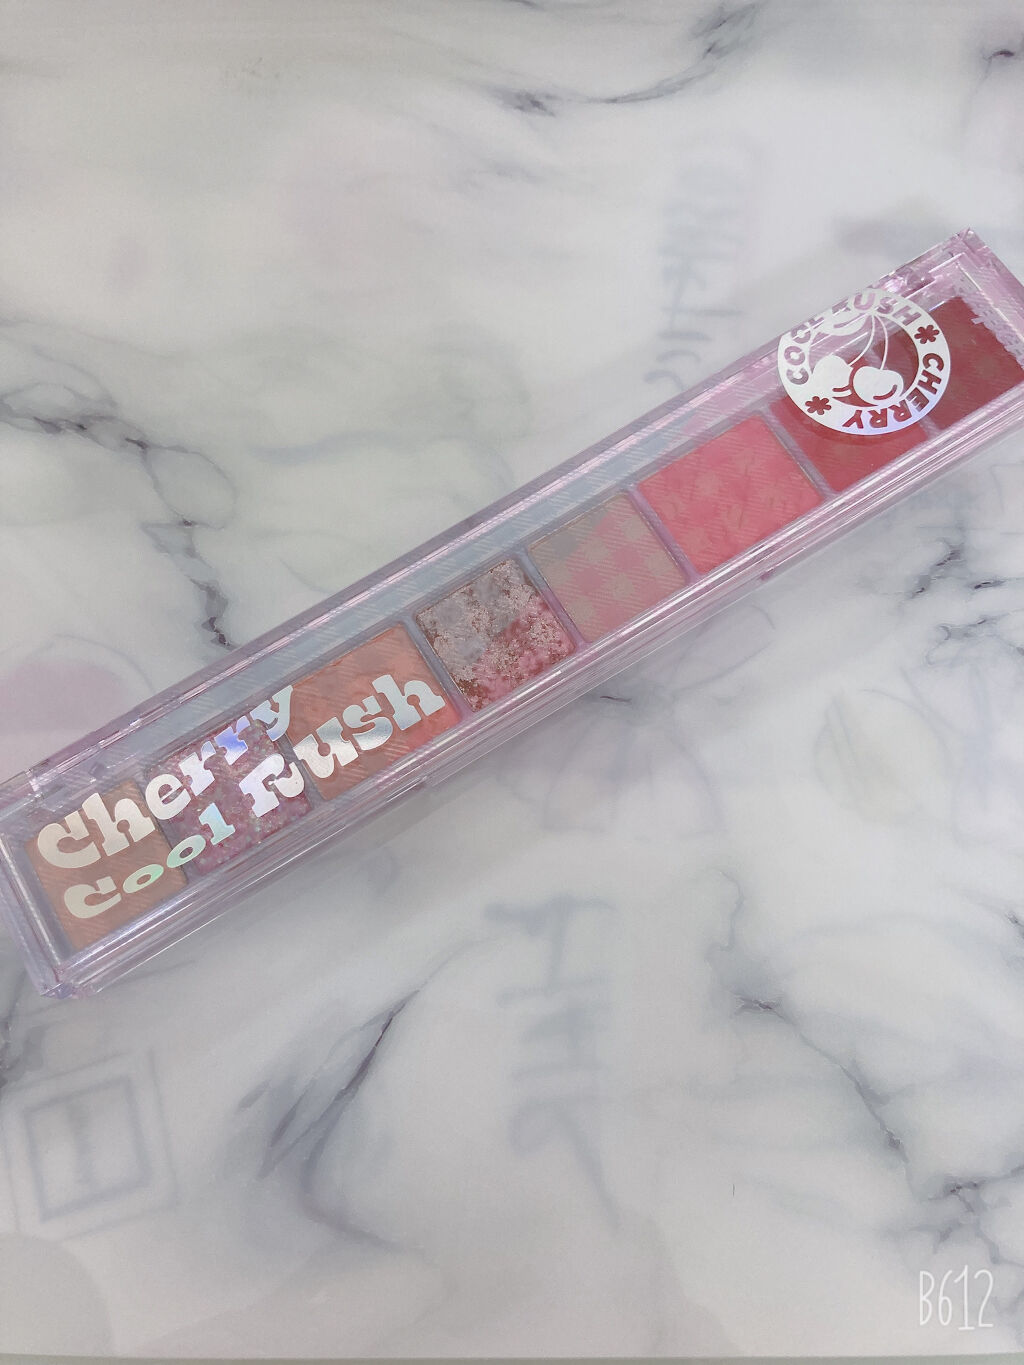 Cherry
Cool Rush
COOL RUSH * CHERRY *
B612